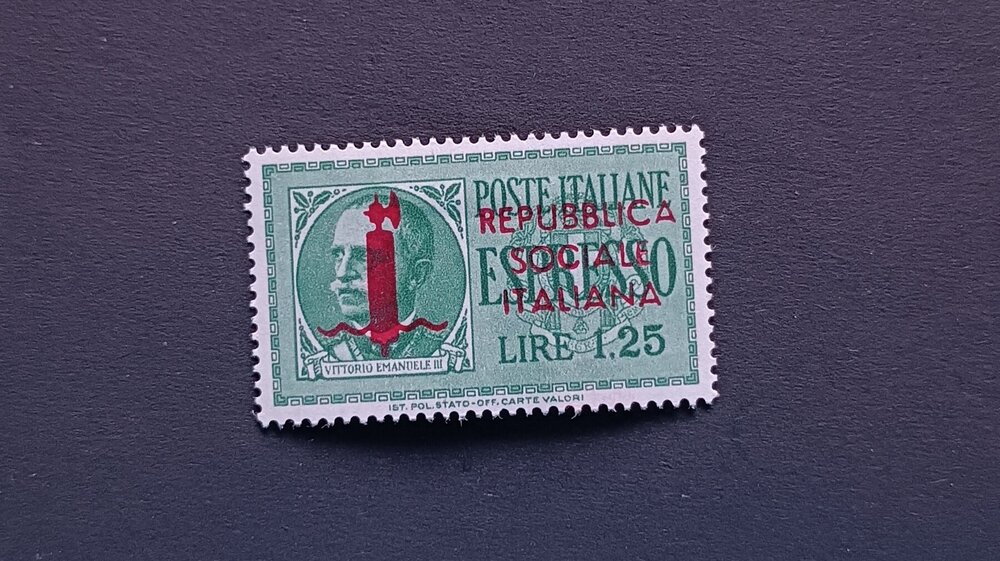 POSTE ITALIANE
REPUBBLICA
SOCIALE
ESPRESSO
ITALIANA
LIRE 1.25
VITTORIO EMANUELE III
IST. POL. STATO-OFF. CARTE VALORI